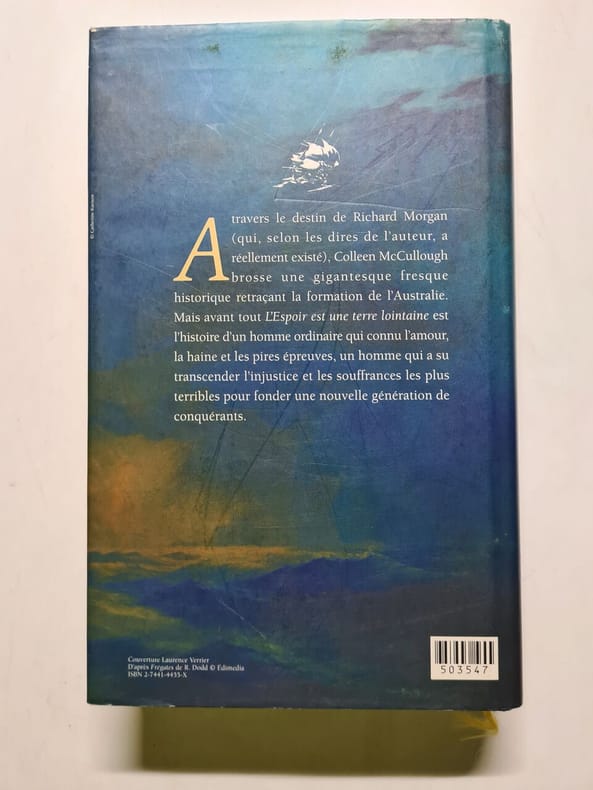 A travers le destin de Richard Morgan
(qui, selon les dires de l'auteur, a
réellement existé), Colleen McCullough
brosse une gigantesque fresque
historique retraçant la formation de l'Australie.
Mais avant tout L'Espoir est une terre lointaine est
l'histoire d'un homme ordinaire qui connu l'amour,
la haine et les pires épreuves, un homme qui a su
transcender l'injustice et les souffrances les plus
terribles pour fonder une nouvelle génération de
conquérants.
Couverture Laurence Verrier
D'après Frégates de R. Dodd © Edimedia
ISBN 2-7441-4435-X
503547